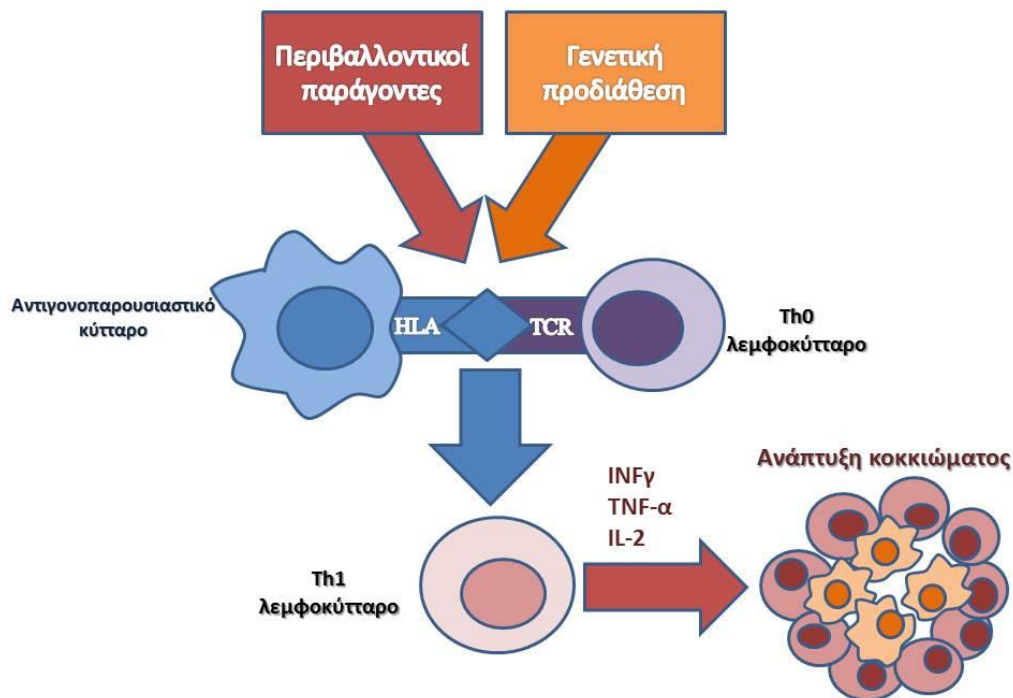 Περιβαλλοντικοί
παράγοντες
Γενετική
προδιάθεση
Αντιγονοπαρουσιαστικό
κύτταρο
HLA
TCR
Th0
λεμφοκύτταρο
INFγ
TNF-α
IL-2
Ανάπτυξη κοκκιώματος
Th1
λεμφοκύτταρο